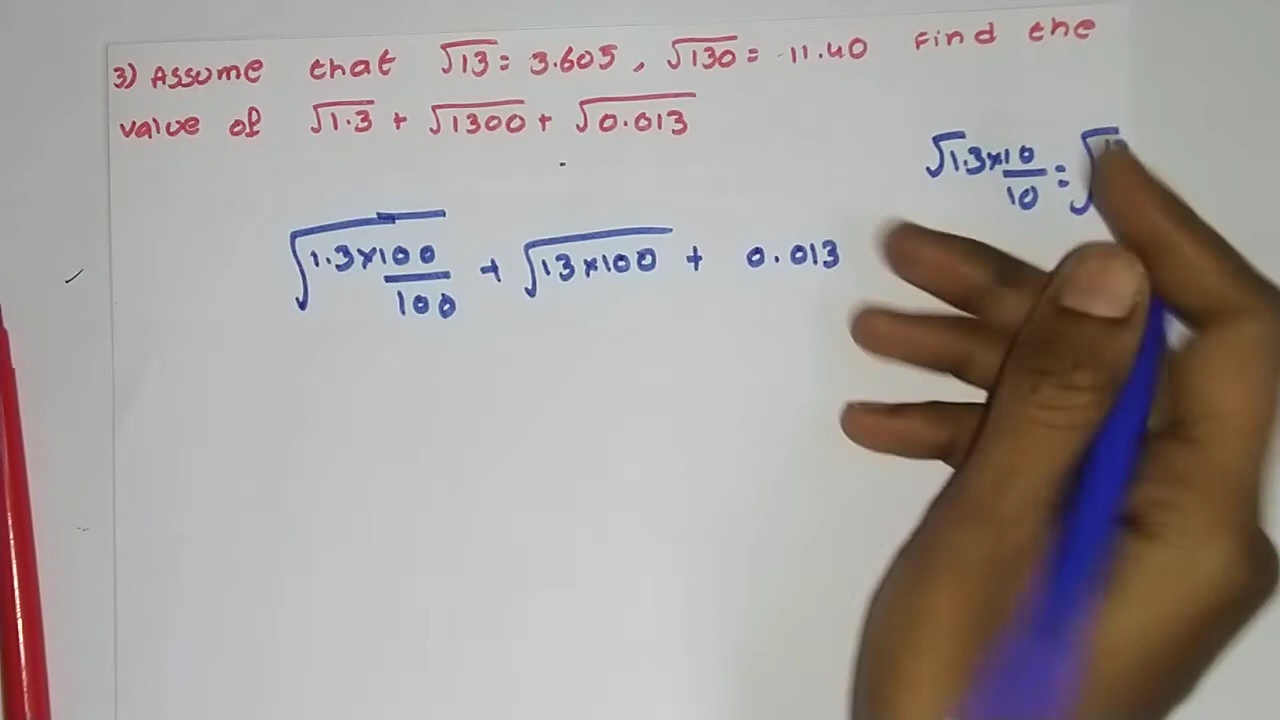 3) Assume that √13 = 3.605, √130 = 11.40 Find the
value of √1.3 + √1300 + √0.013
√1.3×10/10 = √
√1.3×100/100 + √13×100 + 0.013